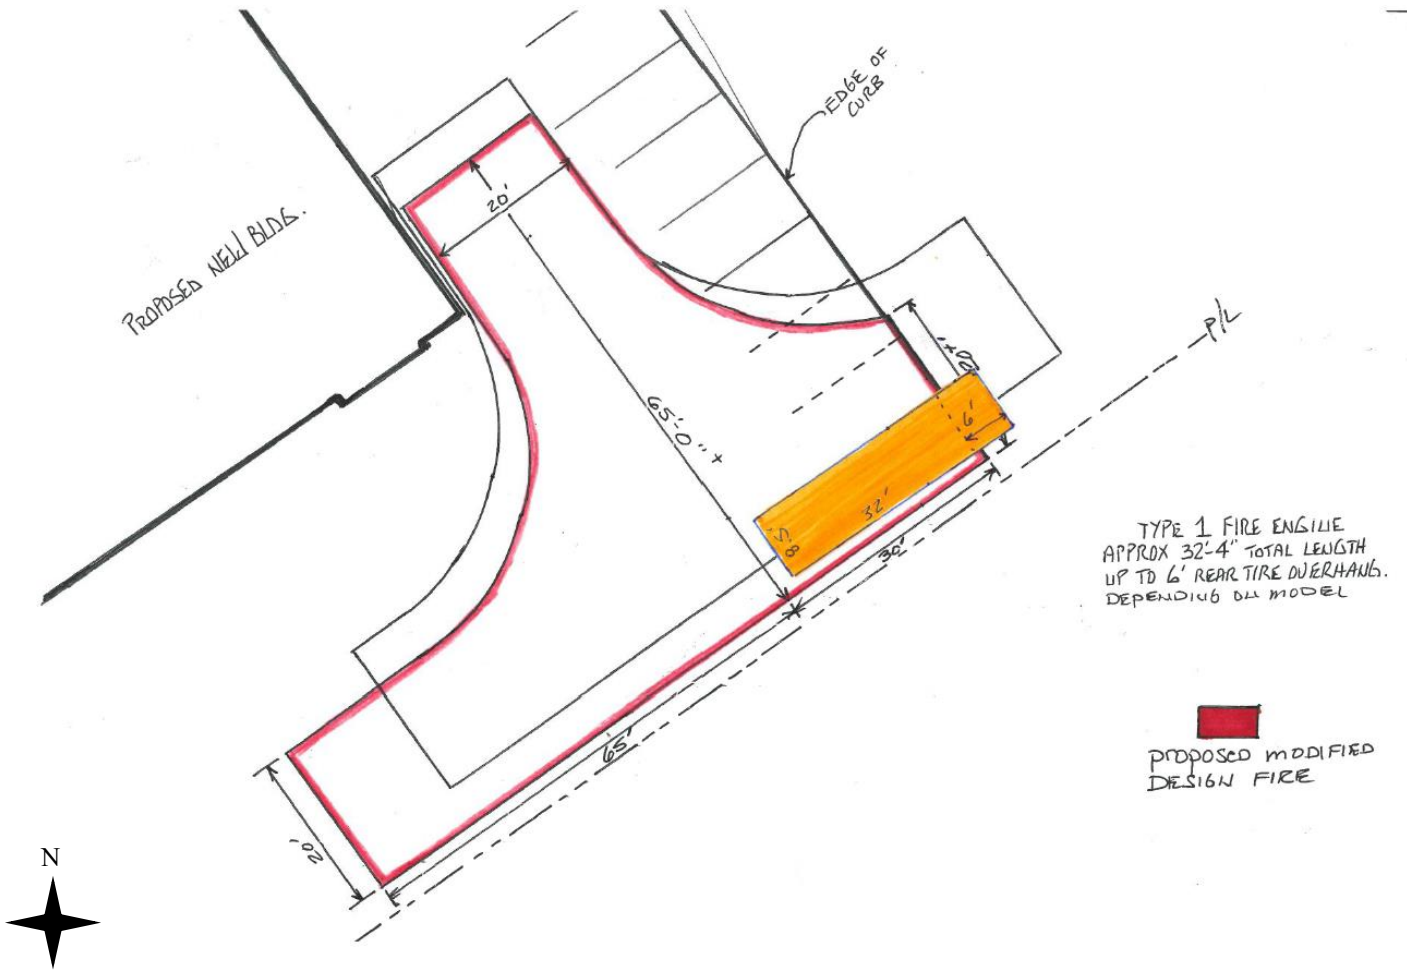 EDGE OF
CURB
20'
PROPOSED NEW BLDG.
P/L
20'+
6'
65'-0"+
32'
8'-5"
30'
TYPE 1 FIRE ENGINE
APPROX 32'-4" TOTAL LENGTH
UP TO 6' REAR TIRE OVERHANG.
DEPENDING ON MODEL
65'
PROPOSED MODIFIED
DESIGN FIRE
20'
N